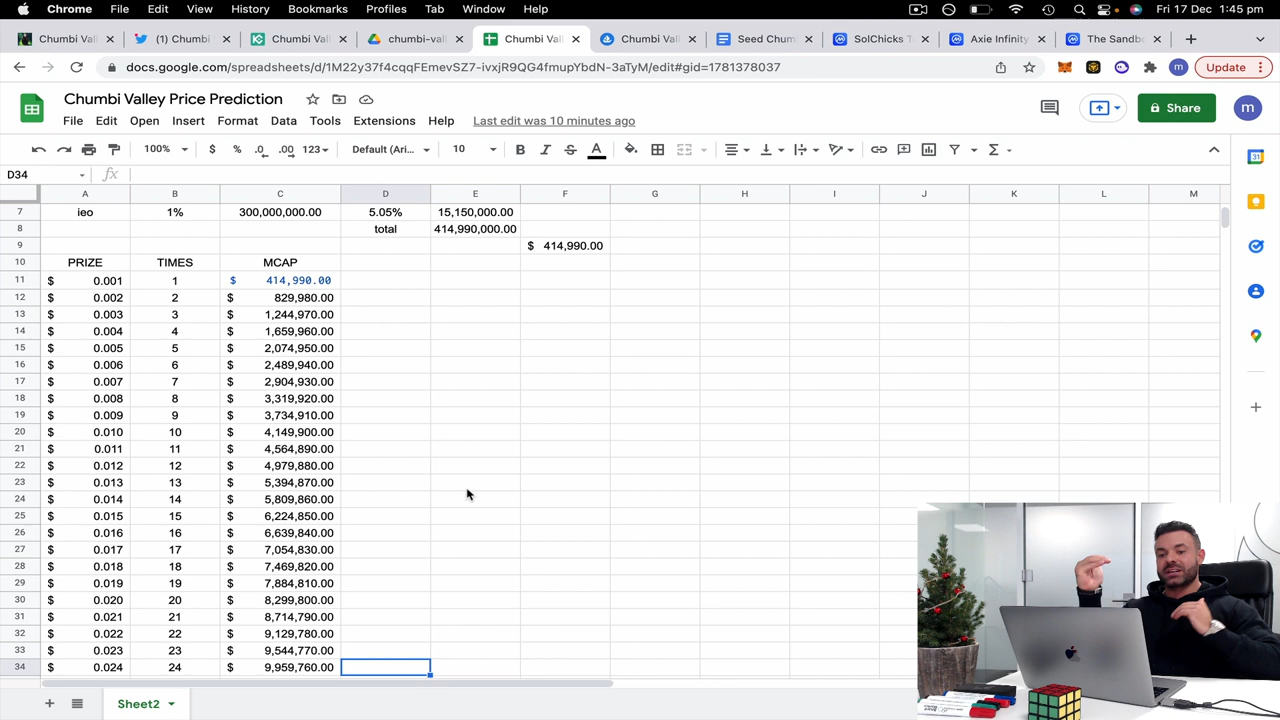 Chrome File Edit View History Bookmarks Profiles Tab Window Help Fri 17 Dec 1:45 pm
Chumbi Valley (1) Chumbi Chumbi Vall chumbi-vall Chumbi Vall Chumbi Vall Seed Chum SolChicks T Axie Infinity The Sandb
docs.google.com/spreadsheets/d/1M22y37f4cqqFEmevSZ7-ivxjR9QG4fmupYbdN-3aTyM/edit#gid=1781378037 m Update
Chumbi Valley Price Prediction
File Edit View Insert Format Data Tools Extensions Help Last edit was 10 minutes ago Share m
100% $ % .0 .00 123 Default (Ari... 10 B I S A
D34 fx
A B C D E F G H I J K L M
7 ieo 1% 300,000,000.00 5.05% 15,150,000.00
8 total 414,990,000.00
9 $ 414,990.00
10 PRIZE TIMES MCAP
11 $ 0.001 1 $ 414,990.00
12 $ 0.002 2 $ 829,980.00
13 $ 0.003 3 $ 1,244,970.00
14 $ 0.004 4 $ 1,659,960.00
15 $ 0.005 5 $ 2,074,950.00
16 $ 0.006 6 $ 2,489,940.00
17 $ 0.007 7 $ 2,904,930.00
18 $ 0.008 8 $ 3,319,920.00
19 $ 0.009 9 $ 3,734,910.00
20 $ 0.010 10 $ 4,149,900.00
21 $ 0.011 11 $ 4,564,890.00
22 $ 0.012 12 $ 4,979,880.00
23 $ 0.013 13 $ 5,394,870.00
24 $ 0.014 14 $ 5,809,860.00
25 $ 0.015 15 $ 6,224,850.00
26 $ 0.016 16 $ 6,639,840.00
27 $ 0.017 17 $ 7,054,830.00
28 $ 0.018 18 $ 7,469,820.00
29 $ 0.019 19 $ 7,884,810.00
30 $ 0.020 20 $ 8,299,800.00
31 $ 0.021 21 $ 8,714,790.00
32 $ 0.022 22 $ 9,129,780.00
33 $ 0.023 23 $ 9,544,770.00
34 $ 0.024 24 $ 9,959,760.00
Sheet2